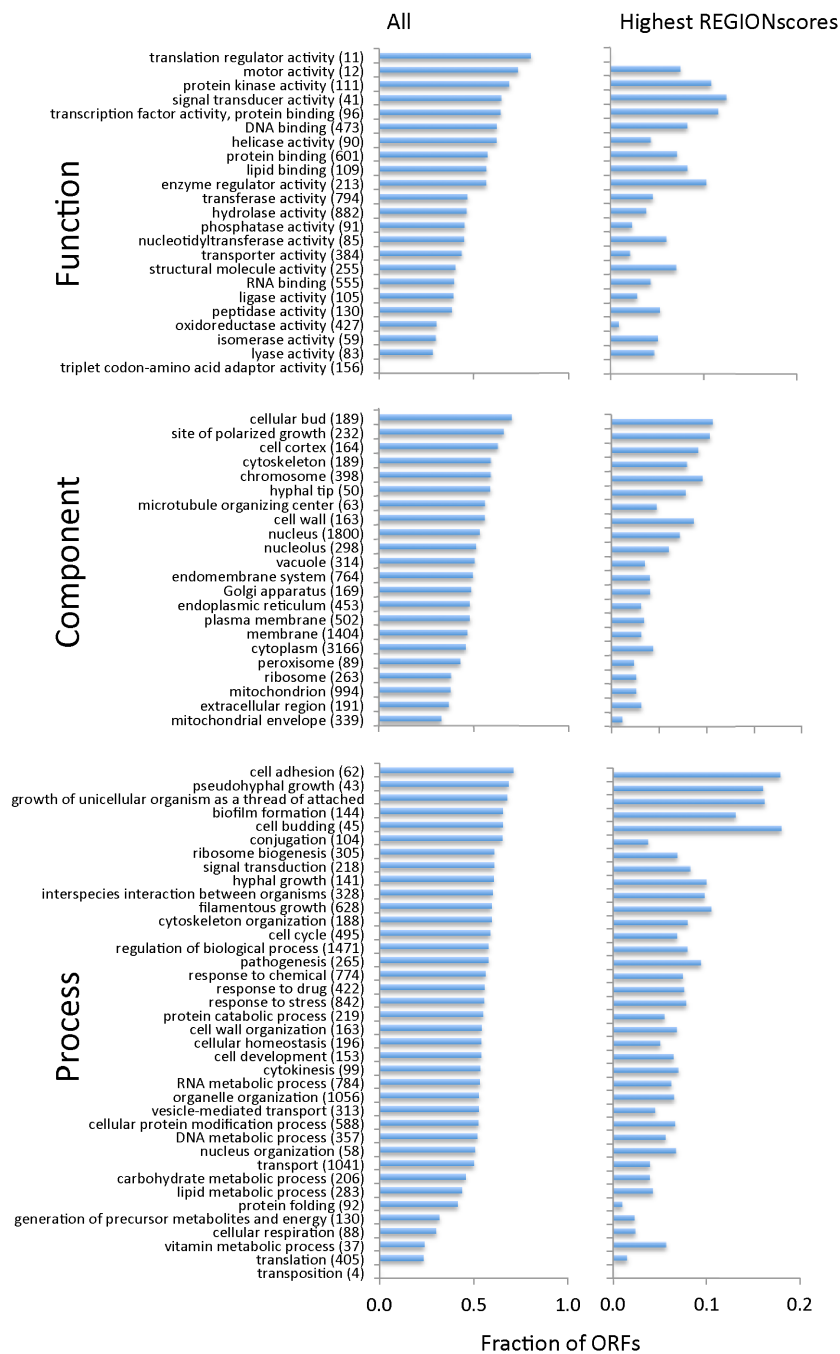 All
Highest REGIONscores
Function
translation regulator activity (11)
motor activity (12)
protein kinase activity (111)
signal transducer activity (41)
transcription factor activity, protein binding (96)
DNA binding (473)
helicase activity (90)
protein binding (601)
lipid binding (109)
enzyme regulator activity (213)
transferase activity (794)
hydrolase activity (882)
phosphatase activity (91)
nucleotidyltransferase activity (85)
transporter activity (384)
structural molecule activity (255)
RNA binding (555)
ligase activity (105)
peptidase activity (130)
oxidoreductase activity (427)
isomerase activity (59)
lyase activity (83)
triplet codon-amino acid adaptor activity (156)
Component
cellular bud (189)
site of polarized growth (232)
cell cortex (164)
cytoskeleton (189)
chromosome (398)
hyphal tip (50)
microtubule organizing center (63)
cell wall (163)
nucleus (1800)
nucleolus (298)
vacuole (314)
endomembrane system (764)
Golgi apparatus (169)
endoplasmic reticulum (453)
plasma membrane (502)
membrane (1404)
cytoplasm (3166)
peroxisome (89)
ribosome (263)
mitochondrion (994)
extracellular region (191)
mitochondrial envelope (339)
Process
cell adhesion (62)
pseudohyphal growth (43)
growth of unicellular organism as a thread of attached
biofilm formation (144)
cell budding (45)
conjugation (104)
ribosome biogenesis (305)
signal transduction (218)
hyphal growth (141)
interspecies interaction between organisms (328)
filamentous growth (628)
cytoskeleton organization (188)
cell cycle (495)
regulation of biological process (1471)
pathogenesis (265)
response to chemical (774)
response to drug (422)
response to stress (842)
protein catabolic process (219)
cell wall organization (163)
cellular homeostasis (196)
cell development (153)
cytokinesis (99)
RNA metabolic process (784)
organelle organization (1056)
vesicle-mediated transport (313)
cellular protein modification process (588)
DNA metabolic process (357)
nucleus organization (58)
transport (1041)
carbohydrate metabolic process (206)
lipid metabolic process (283)
protein folding (92)
generation of precursor metabolites and energy (130)
cellular respiration (88)
vitamin metabolic process (37)
translation (405)
transposition (4)
0.0 0.5 1.0
0.0 0.1 0.2
Fraction of ORFs